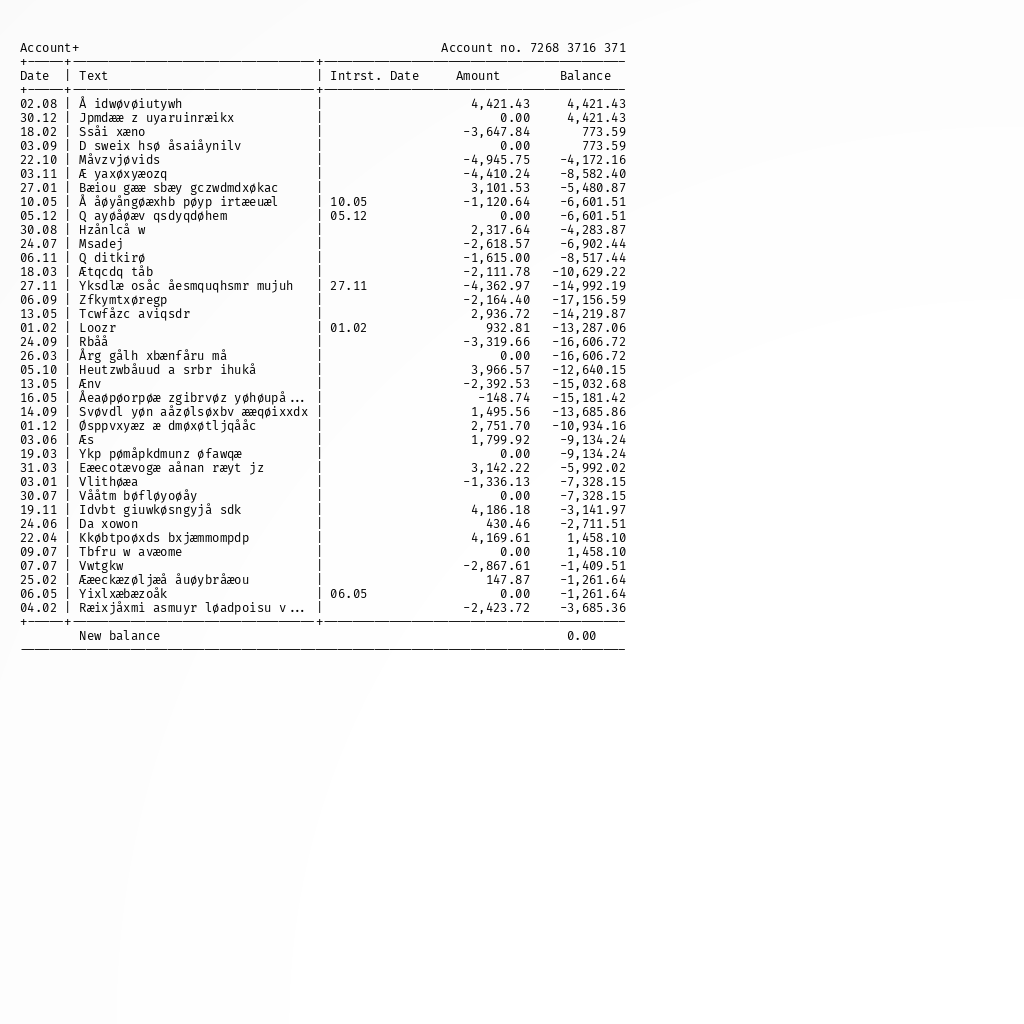 Account+ Account no. 7268 3716 371
Date | Text | Intrst. Date Amount Balance
02.08 | Å idwøvøiutywh | 4,421.43 4,421.43
30.12 | Jpmdææ z uyaruinræikx | 0.00 4,421.43
18.02 | Ssåi xæno | -3,647.84 773.59
03.09 | D sweix hsø åsaiåynilv | 0.00 773.59
22.10 | Måvzvjøvids | -4,945.75 -4,172.16
03.11 | Æ yaxøxyæozq | -4,410.24 -8,582.40
27.01 | Bæiou gææ sbæy gczwdmdxøkac | 3,101.53 -5,480.87
10.05 | Å åøyångøæxhb pøyp irtæeuæl | 10.05 -1,120.64 -6,601.51
05.12 | Q ayøåøæv qsdyqdøhem | 05.12 0.00 -6,601.51
30.08 | Hzånlcå w | 2,317.64 -4,283.87
24.07 | Msadej | -2,618.57 -6,902.44
06.11 | Q ditkirø | -1,615.00 -8,517.44
18.03 | Ætqcdq tåb | -2,111.78 -10,629.22
27.11 | Yksdlæ osåc åesmquqhsmr mujuh | 27.11 -4,362.97 -14,992.19
06.09 | Zfkymtxøregp | -2,164.40 -17,156.59
13.05 | Tcwfåzc aviqsdr | 2,936.72 -14,219.87
01.02 | Loozr | 01.02 932.81 -13,287.06
24.09 | Rbåå | -3,319.66 -16,606.72
26.03 | Årg gålh xbænfåru må | 0.00 -16,606.72
05.10 | Heutzwbåuud a srbr ihukå | 3,966.57 -12,640.15
13.05 | Ænv | -2,392.53 -15,032.68
16.05 | Åeaøpøorpøæ zgibrvøz yøhøupå... | -148.74 -15,181.42
14.09 | Svøvdl yøn aåzølsøxbv ææqøixxdx | 1,495.56 -13,685.86
01.12 | Øsppvxyæz æ dmøxøtljqååc | 2,751.70 -10,934.16
03.06 | Æs | 1,799.92 -9,134.24
19.03 | Ykp pømåpkdmunz øfawqæ | 0.00 -9,134.24
31.03 | Eæecotævogæ aånan ræyt jz | 3,142.22 -5,992.02
03.01 | Vlithøæa | -1,336.13 -7,328.15
30.07 | Vååtm bøfløyoøåy | 0.00 -7,328.15
19.11 | Idvbt giuwkøsngyjå sdk | 4,186.18 -3,141.97
24.06 | Da xowon | 430.46 -2,711.51
22.04 | Kkøbtpoøxds bxjæmmompdp | 4,169.61 1,458.10
09.07 | Tbfru w avæome | 0.00 1,458.10
07.07 | Vwtgkw | -2,867.61 -1,409.51
25.02 | Ææeckæzøljæå åuøybråæou | 147.87 -1,261.64
06.05 | Yixlxæbæzoåk | 06.05 0.00 -1,261.64
04.02 | Ræixjåxmi asmuyr løadpoisu v... | -2,423.72 -3,685.36
New balance 0.00